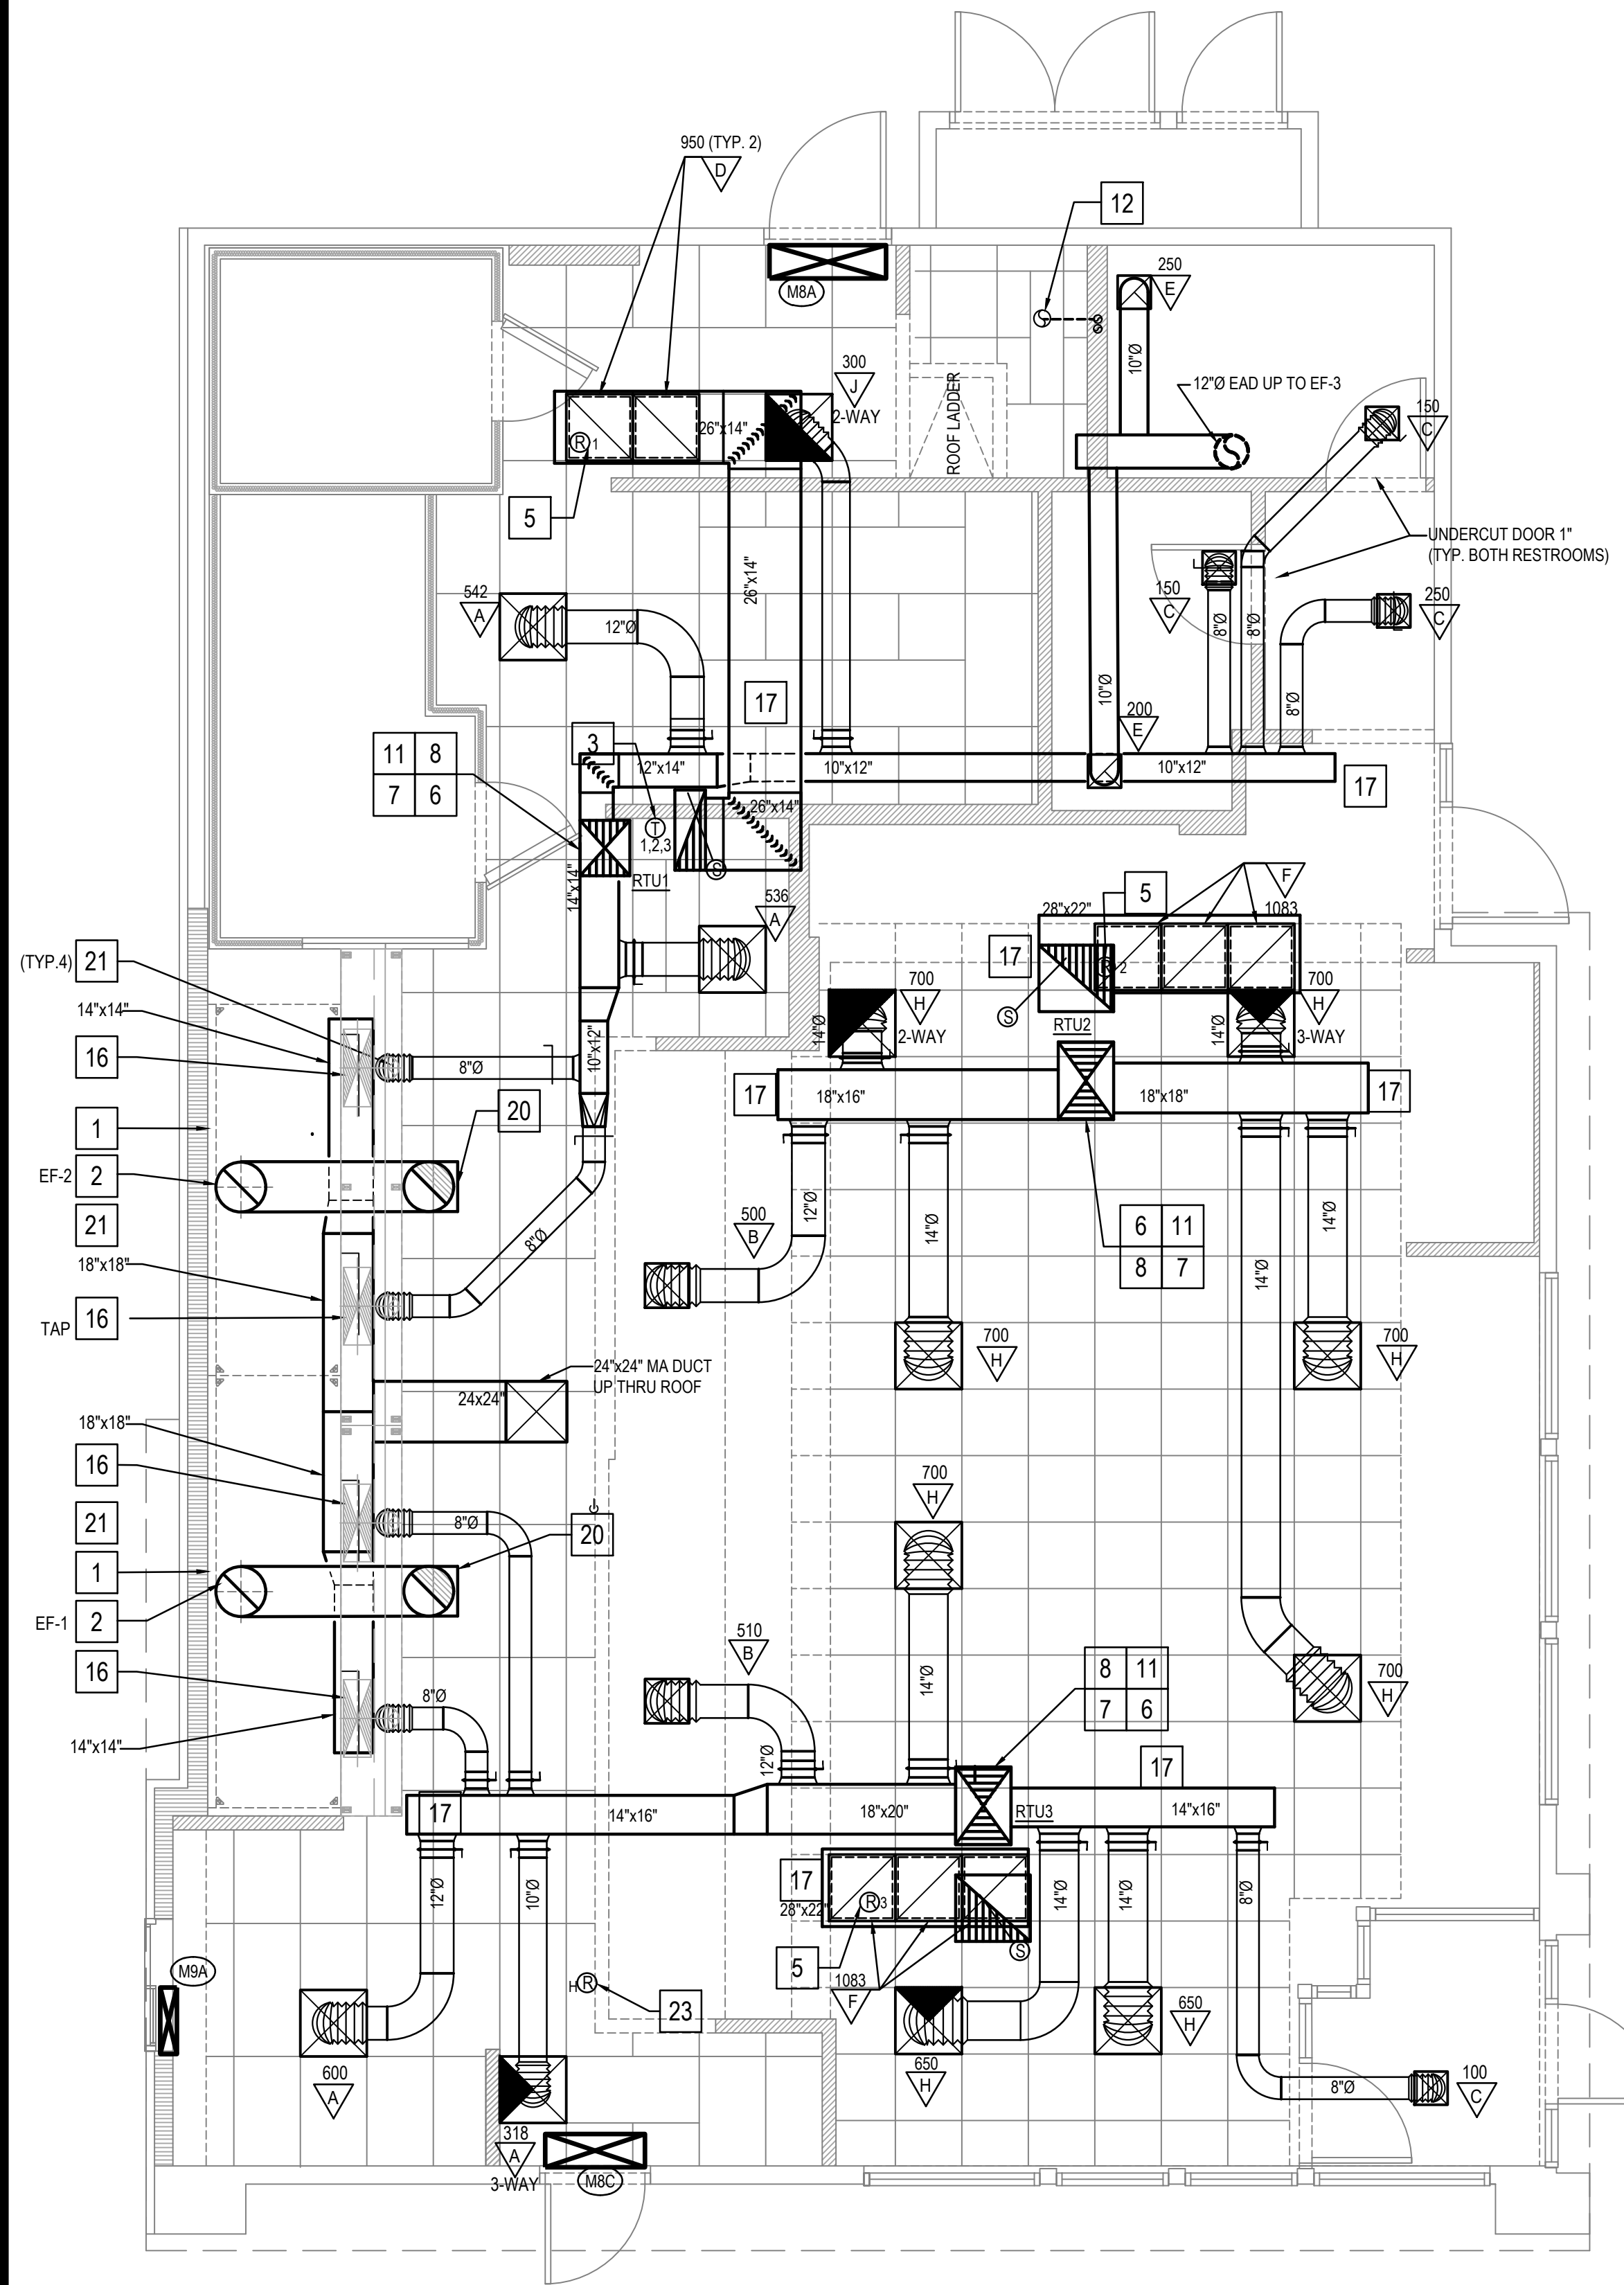 950 (TYP. 2)
D
12
M8A
250
E
10"Ø
12"Ø EAD UP TO EF-3
300
J
2-WAY
ROOF LADDER
26"x14"
R
1
5
150
C
UNDERCUT DOOR 1"
(TYP. BOTH RESTROOMS)
542
A
12"Ø
26"x14"
17
150
C
8"Ø
8"Ø
250
C
8"Ø
10"Ø
200
E
3
12"x14"
10"x12"
10"x12"
17
11
8
7
6
26"x14"
T
1,2,3
S
RTU1
14"x14"
536
A
F
5
28"x22"
1083
17
R
2
(TYP.4)
21
14"x14"
16
700
H
2-WAY
14"Ø
S
RTU2
14"Ø
700
H
3-WAY
8"Ø
10"x12"
17
18"x16"
18"x18"
17
1
20
EF-2
2
21
18"x18"
8"Ø
500
B
12"Ø
14"Ø
6
11
8
7
14"Ø
14"Ø
TAP
16
700
H
700
H
24"x24" MA DUCT
UP THRU ROOF
24x24"
18"x18"
16
21
8"Ø
20
700
H
1
EF-1
2
16
510
B
14"Ø
8
11
7
6
700
H
8"Ø
14"x14"
12"Ø
17
17
14"x16"
18"x20"
RTU3
14"x16"
12"Ø
10"Ø
17
28"x22"
R
3
14"Ø
14"Ø
8"Ø
S
5
1083
F
M9A
H
R
23
650
H
650
H
600
A
8"Ø
100
C
318
A
3-WAY
M8C